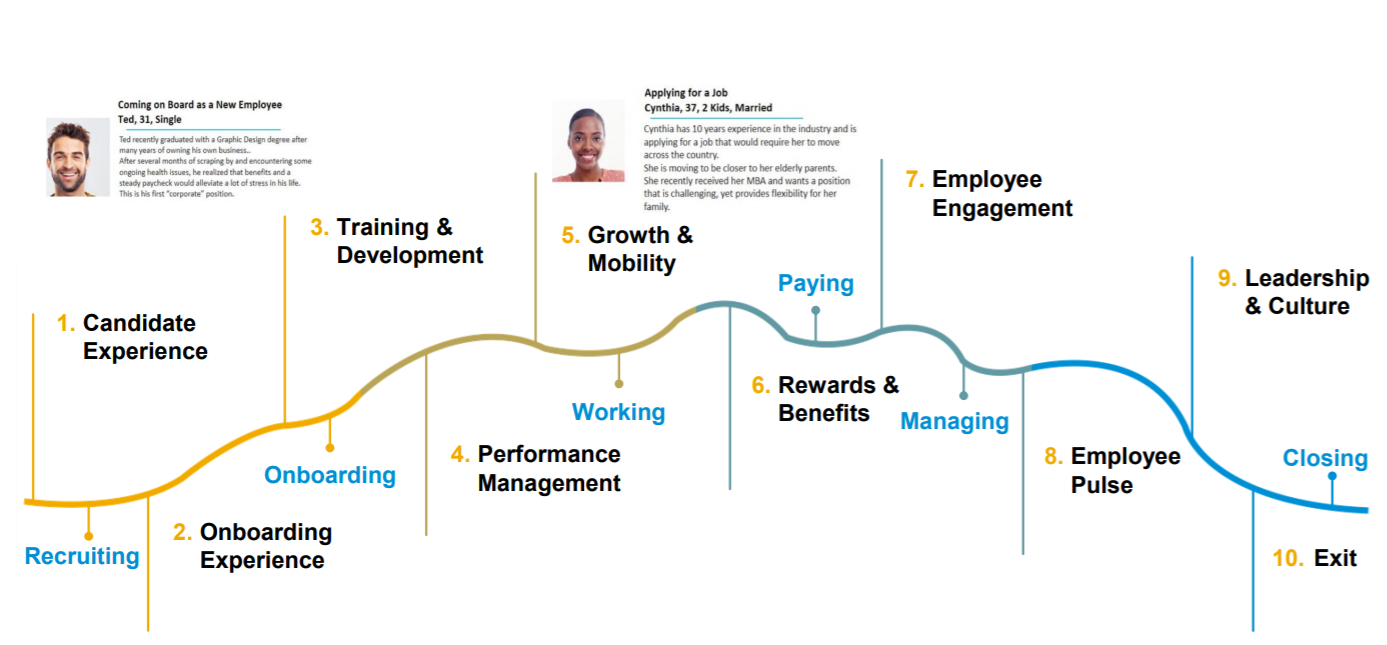 Coming on Board as a New Employee
Ted, 31, Single
Ted recently graduated with a Graphic Design degree after
many years of owning his own business..
After several months of scraping by and encountering some
ongoing health issues, he realized that benefits and a
steady paycheck would alleviate a lot of stress in his life.
This is his first "corporate" position.
Applying for a Job
Cynthia, 37, 2 Kids, Married
Cynthia has 10 years experience in the industry and is
applying for a job that would require her to move
across the country.
She is moving to be closer to her elderly parents.
She recently received her MBA and wants a position
that is challenging, yet provides flexibility for her
family.
1. Candidate
Experience
Recruiting
2. Onboarding
Experience
3. Training &
Development
Onboarding
4. Performance
Management
5. Growth &
Mobility
Working
6. Rewards &
Benefits
Paying
7. Employee
Engagement
Managing
8. Employee
Pulse
9. Leadership
& Culture
Closing
10. Exit